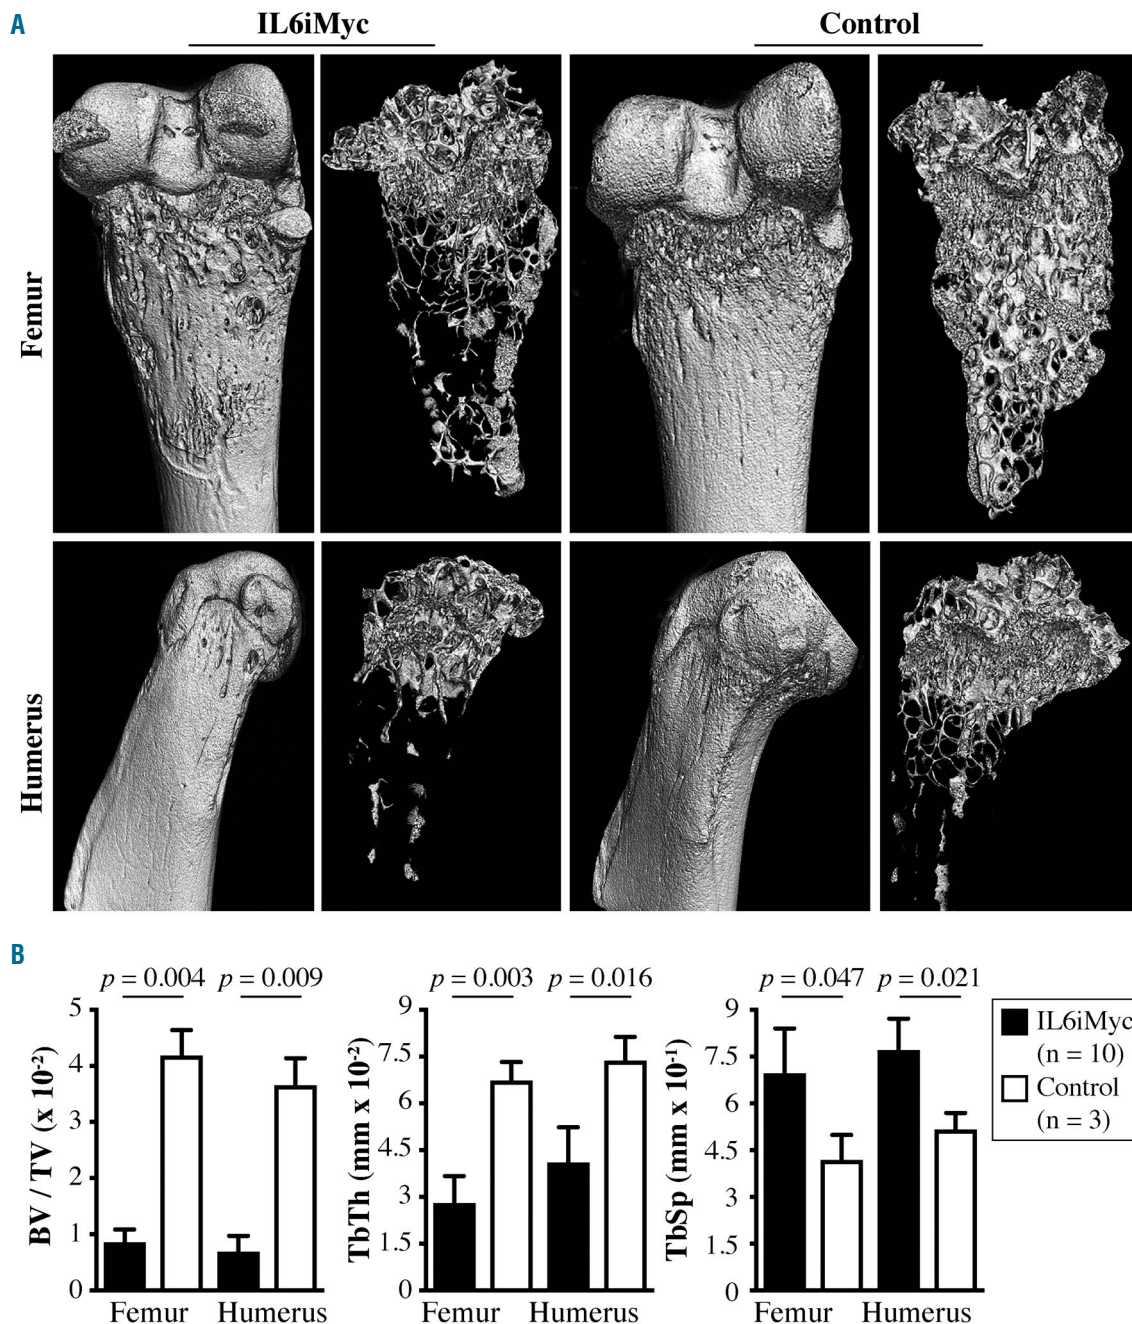 A
IL6iMyc
Control
Femur
Humerus
B
p = 0.004
p = 0.009
BV / TV (x 10-2)
5
4
3
2
1
0
Femur
Humerus
p = 0.003
p = 0.016
TbTh (mm x 10-2)
9
7.5
6
4.5
3
1.5
0
Femur
Humerus
p = 0.047
p = 0.021
TbSp (mm x 10-1)
9
7.5
6
4.5
3
1.5
0
Femur
Humerus
IL6iMyc
(n = 10)
Control
(n = 3)